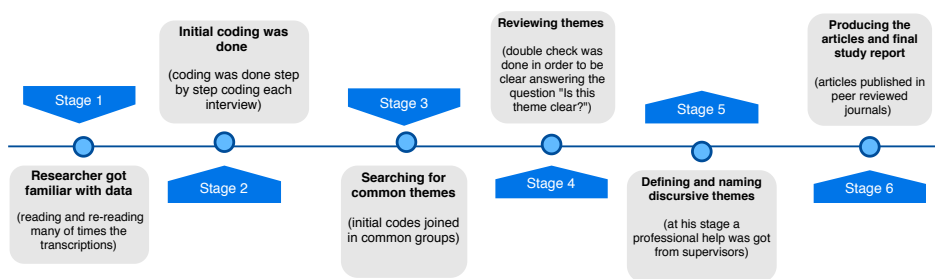 Stage 1
Researcher got
familiar with data
(reading and re-reading
many of times the
transcriptions)
Initial coding was
done
(coding was done step
by step coding each
interview)
Stage 2
Stage 3
Searching for
common themes
(initial codes joined
in common groups)
Reviewing themes
(double check was
done in order to be
clear answering the
question "Is this
theme clear?")
Stage 4
Stage 5
Defining and naming
discursive themes
(at his stage a
professional help was got
from supervisors)
Producing the
articles and final
study report
(articles published in
peer reviewed
journals)
Stage 6